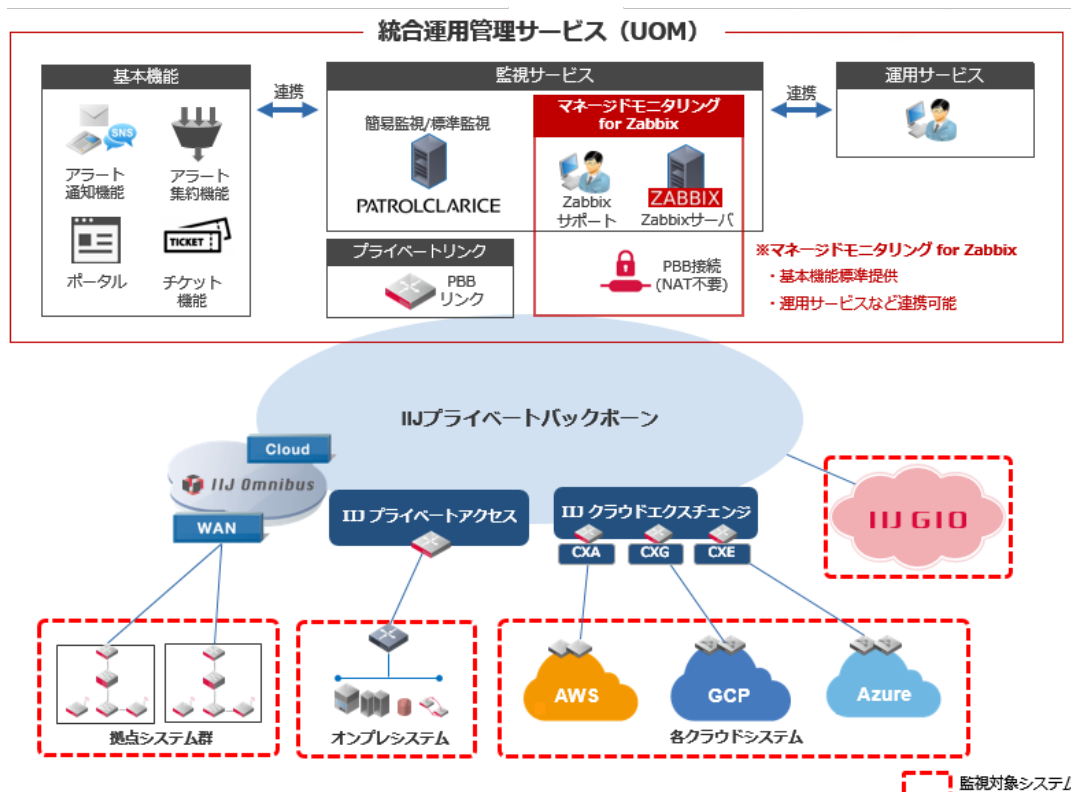 統合運用管理サービス（UOM）
基本機能
連携
監視サービス
連携
運用サービス
SNS
アラート
通知機能
アラート
集約機能
ポータル
TICKET
チケット
機能
簡易監視/標準監視
PATROLCLARICE
マネージドモニタリング
for Zabbix
Zabbix
サポート
ZABBIX
Zabbixサーバ
プライベートリンク
PBB
リンク
PBB接続
(NAT不要)
※マネージドモニタリング for Zabbix
・基本機能標準提供
・運用サービスなど連携可能
IIJプライベートバックボーン
Cloud
IIJ Omnibus
WAN
IIJ プライベートアクセス
IIJ クラウドエクスチェンジ
CXA
CXG
CXE
IIJ GIO
拠点システム群
オンプレシステム
AWS
GCP
Azure
各クラウドシステム
監視対象システム